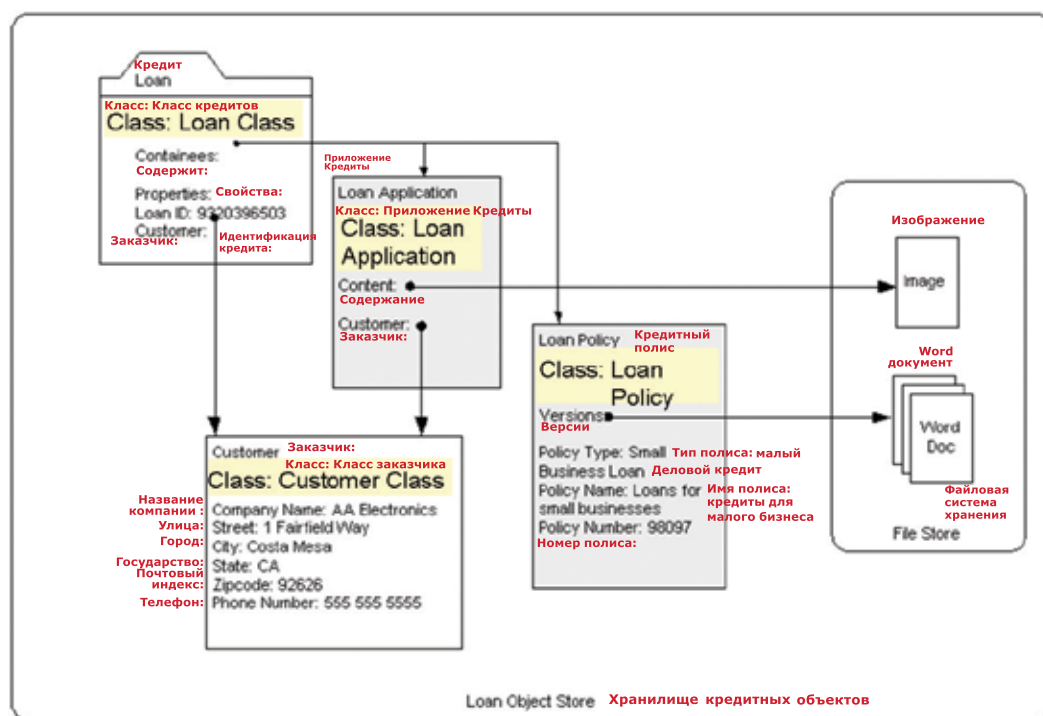 Кредит
Loan
Класс: Класс кредитов
Class: Loan Class
Containees:
Содержит:
Properties: Свойства:
Loan ID: 9320396503
Customer:
Заказчик:
Идентификация
кредита:
Приложение
Кредиты
Loan Application
Класс: Приложение Кредиты
Class: Loan
Application
Content:
Содержание
Customer:
Заказчик:
Loan Policy
Кредитный
полис
Class: Loan
Policy
Versions:
Версии
Policy Type: Small Тип полиса: малый
Business Loan Деловой кредит
Policy Name: Loans for
small businesses
Имя полиса:
кредиты для
малого бизнеса
Policy Number: 98097
Номер полиса:
Изображение
Image
Word
документ
Word
Doc
Файловая
система
хранения
File Store
Customer Заказчик:
Класс: Класс заказчика
Class: Customer Class
Название
компании :
Company Name: AA Electronics
Улица: Street: 1 Fairfield Way
Город: City: Costa Mesa
Государство: State: CA
Почтовый
индекс: Zipcode: 92626
Телефон: Phone Number: 555 555 5555
Loan Object Store Хранилище кредитных объектов